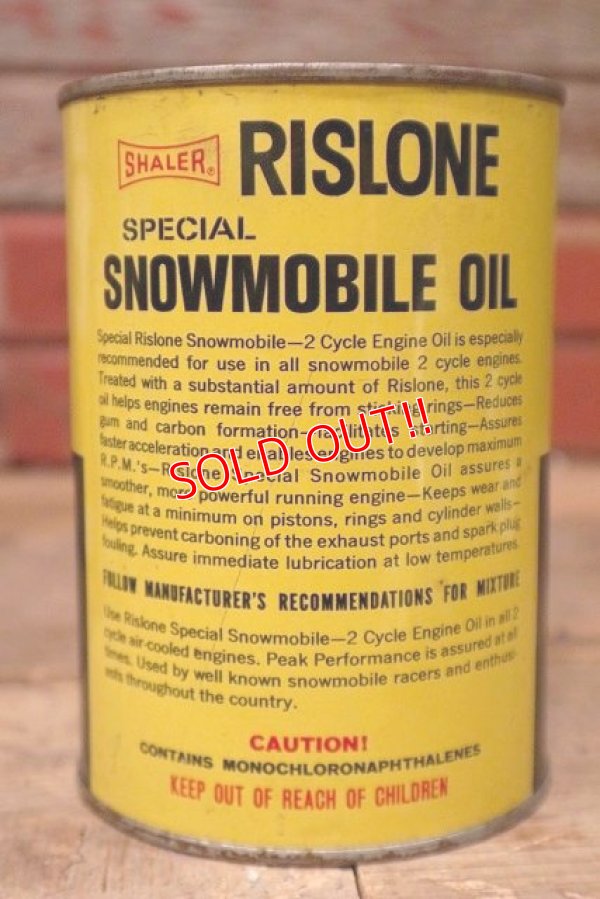 SHALER®
RISLONE
SPECIAL
SNOWMOBILE OIL
Special Rislone Snowmobile—2 Cycle Engine Oil is especially
recommended for use in all snowmobile 2 cycle engines.
Treated with a substantial amount of Rislone, this 2 cycle
oil helps engines remain free from sticking rings—Reduces
gum and carbon formation—facilitates starting—Assures
faster acceleration and enables engines to develop maximum
R.P.M.'s—Rislone Special Snowmobile Oil assures a
smoother, more powerful running engine—Keeps wear and
fatigue at a minimum on pistons, rings and cylinder walls—
Helps prevent carboning of the exhaust ports and spark plug
fouling. Assure immediate lubrication at low temperatures.
SOLD OUT!!
FOLLOW MANUFACTURER'S RECOMMENDATIONS FOR MIXTURE
Use Rislone Special Snowmobile—2 Cycle Engine Oil in all 2
cycle air-cooled engines. Peak Performance is assured at all
times. Used by well known snowmobile racers and enthusi-
asts throughout the country.
CAUTION!
CONTAINS MONOCHLORONAPHTHALENES
KEEP OUT OF REACH OF CHILDREN